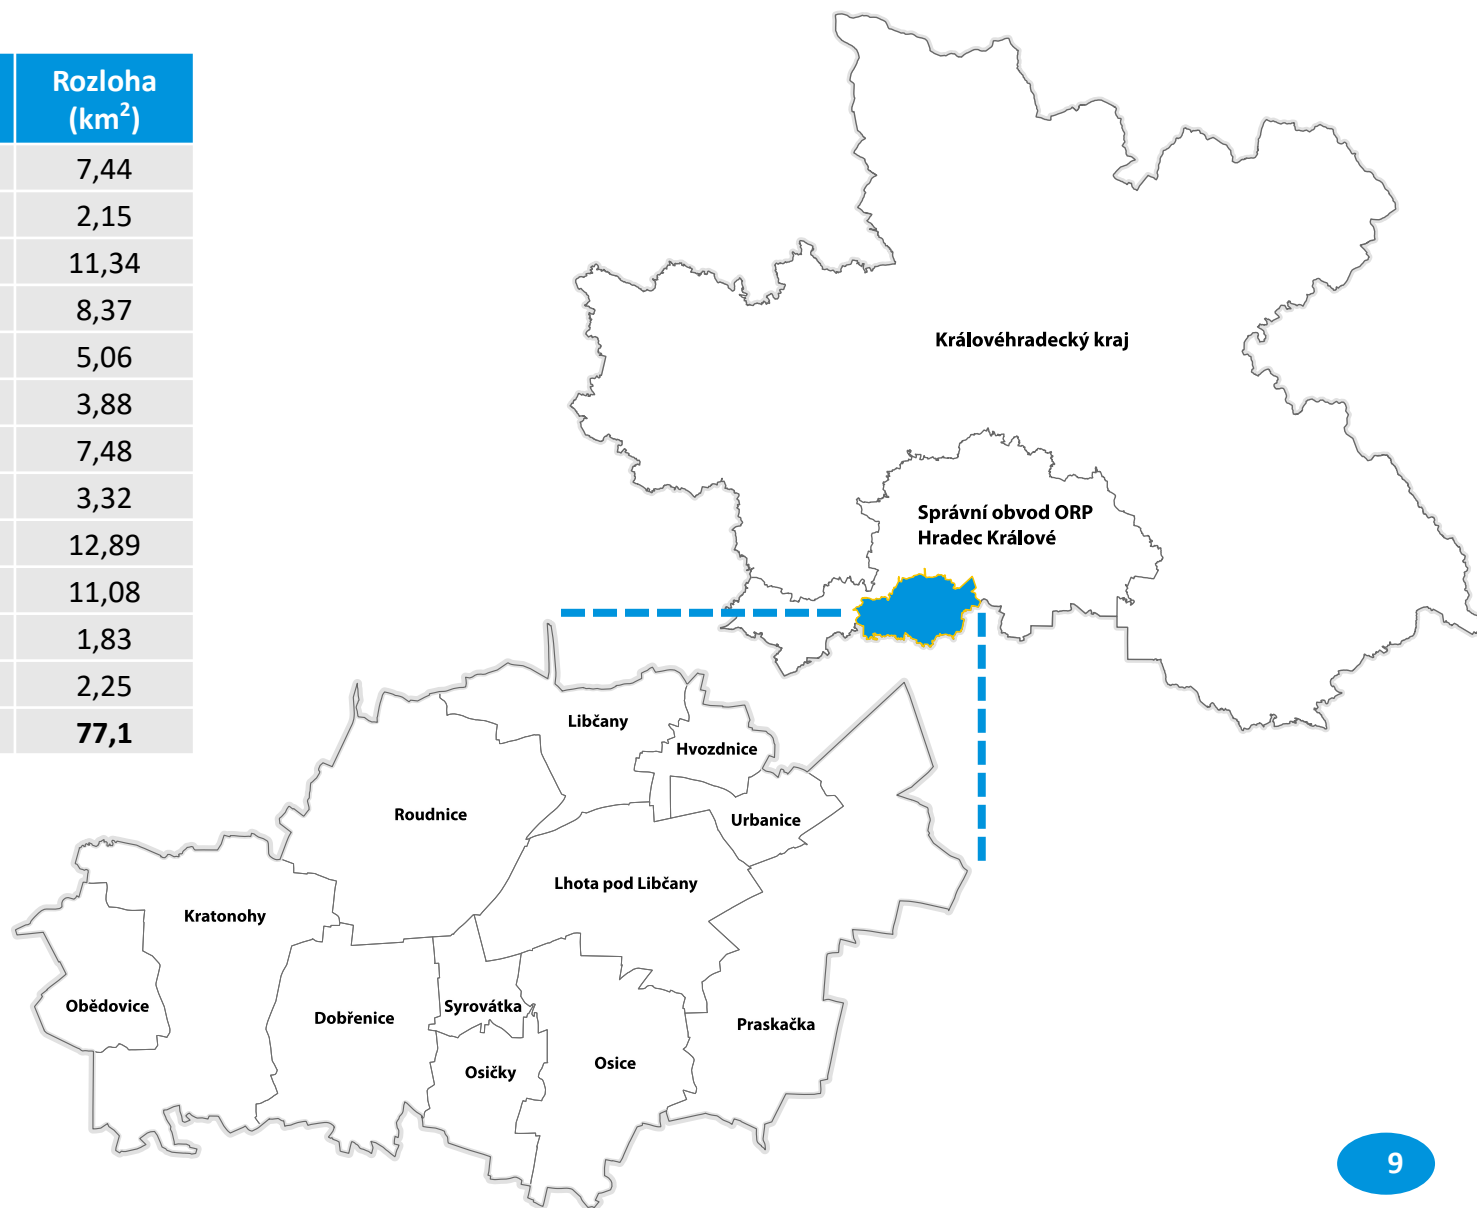 Rozloha
(km²)
7,44
2,15
11,34
8,37
5,06
3,88
7,48
3,32
12,89
11,08
1,83
2,25
77,1
Královéhradecký kraj
Správní obvod ORP
Hradec Králové
Libčany
Hvozdnice
Roudnice
Urbanice
Lhota pod Libčany
Kratonohy
Obědovice
Syrovátka
Dobřenice
Praskačka
Osice
Osičky
9